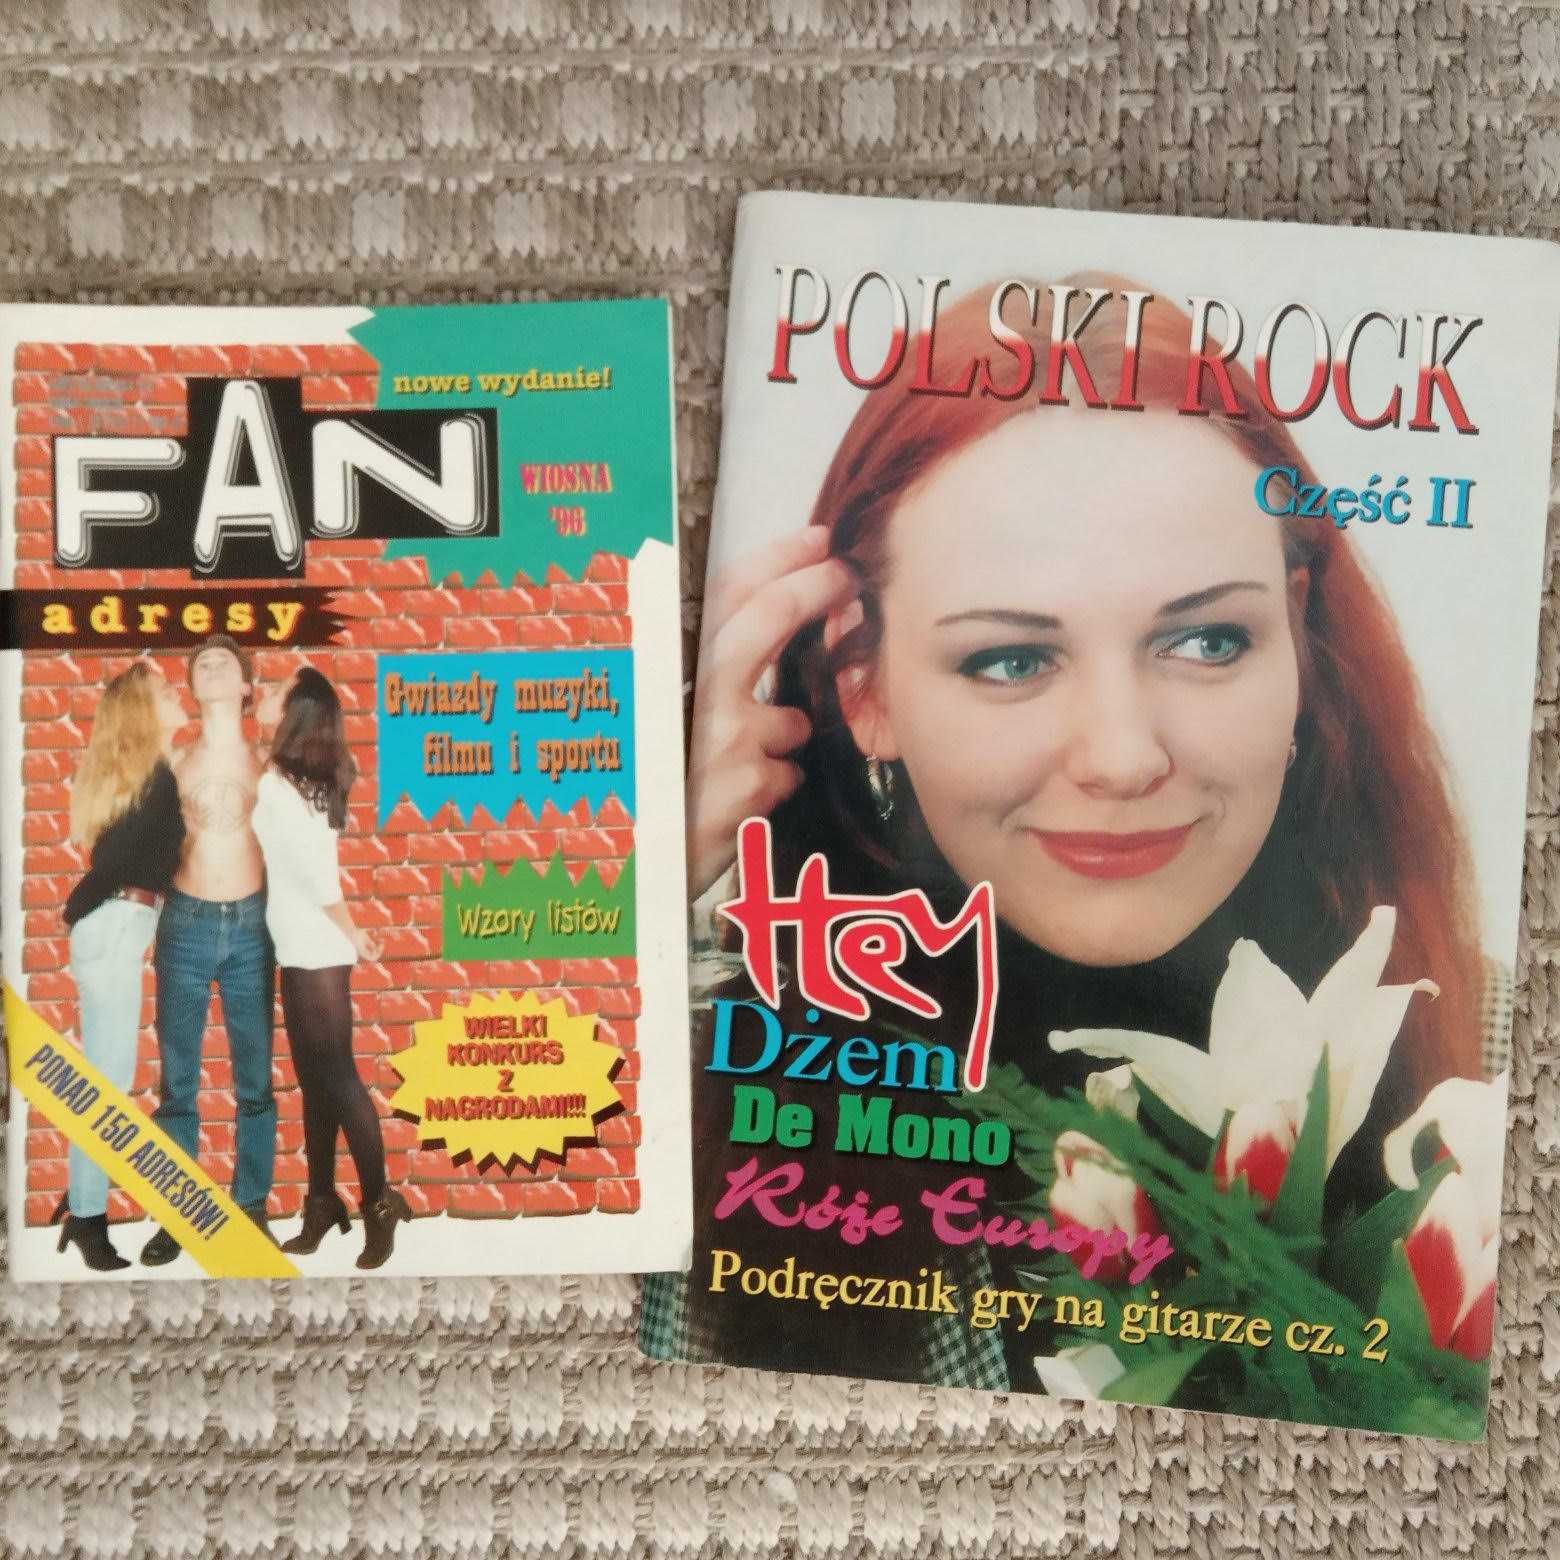 nowe wydanie!
FAN
WIOSNA
'96
adresy
Gwiazdy muzyki,
filmu i sportu
Wzory listów
WIELKI
KONKURS
Z
NAGRODAMI!!!
PONAD 150 ADRESÓW!
POLSKI ROCK
Część II
Hey
Dżem
De Mono
Róże Europy
Podręcznik gry na gitarze cz. 2